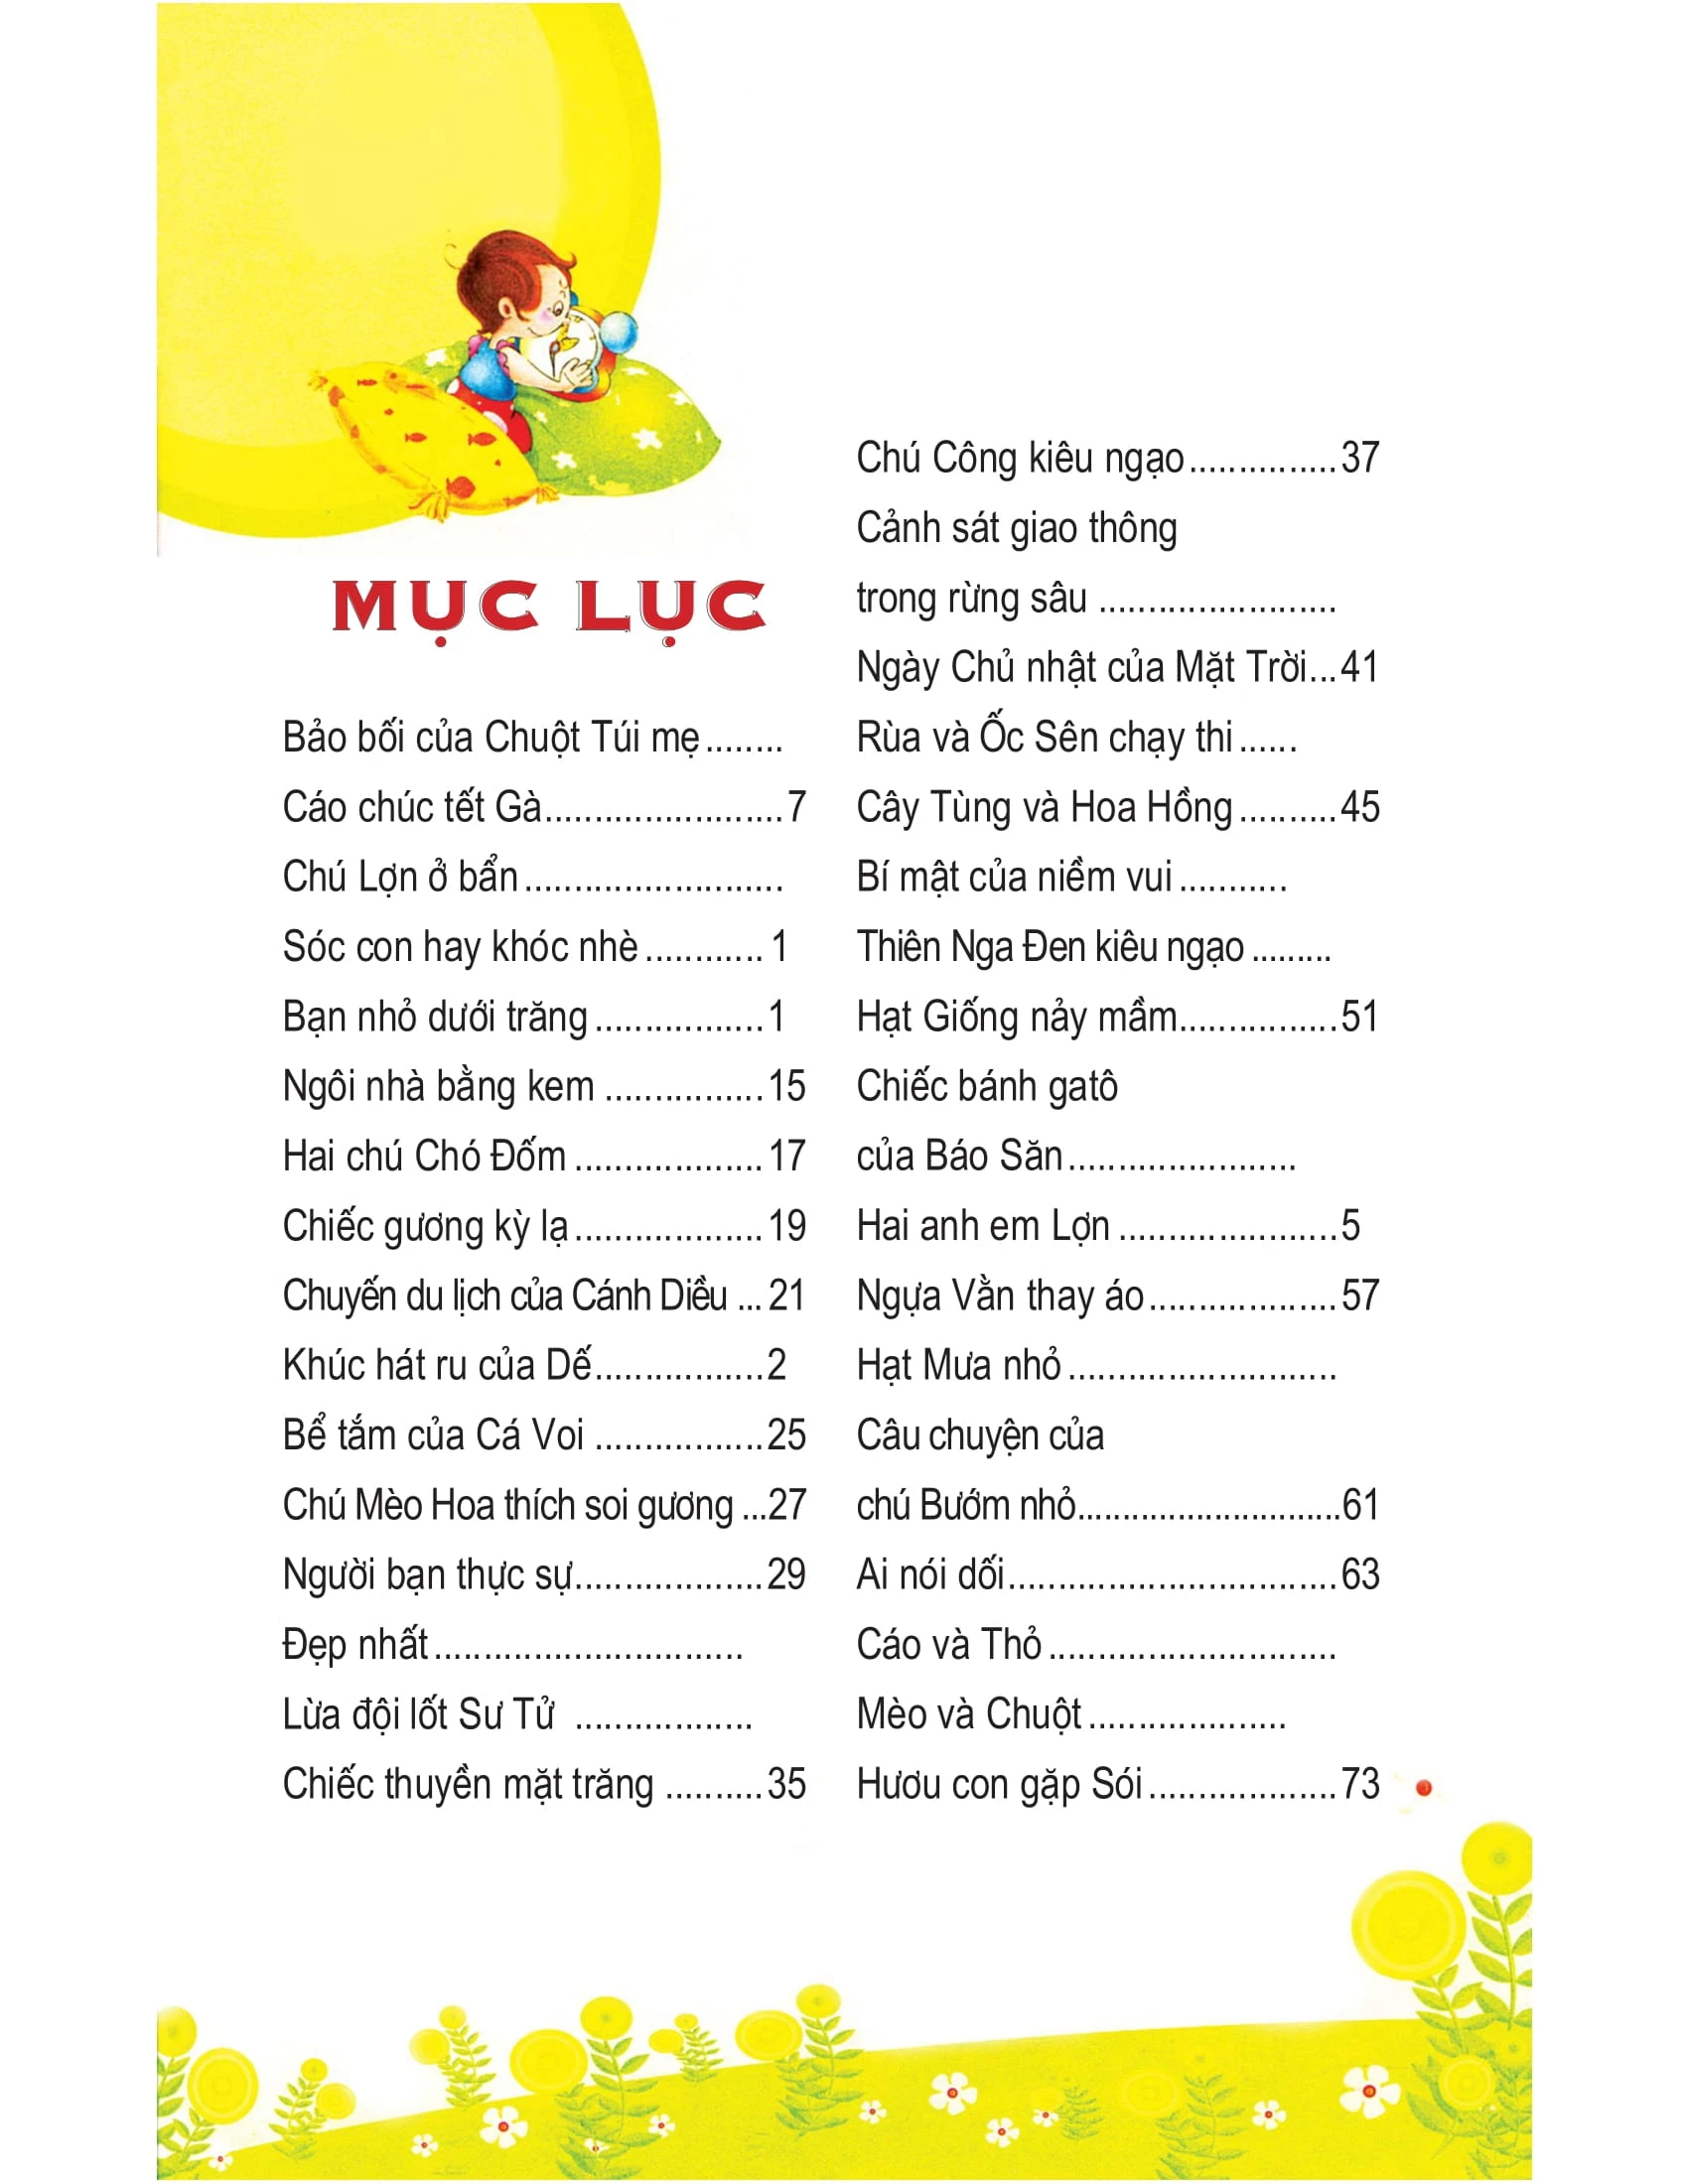 MỤC LỤC
Bảo bối của Chuột Túi mẹ........
Cáo chúc tết Gà........................7
Chú Lợn ở bẩn..........................
Sóc con hay khóc nhè............ 1
Bạn nhỏ dưới trăng.................1
Ngôi nhà bằng kem ................15
Hai chú Chó Đốm...................17
Chiếc gương kỳ lạ...................19
Chuyến du lịch của Cánh Diều ...21
Khúc hát ru của Dế.................2
Bể tắm của Cá Voi .................25
Chú Mèo Hoa thích soi gương ...27
Người bạn thực sự...................29
Đẹp nhất...............................
Lừa đội lốt Sư Tử ..................
Chiếc thuyền mặt trăng ..........35
Chú Công kiêu ngạo...............37
Cảnh sát giao thông
trong rừng sâu ........................
Ngày Chủ nhật của Mặt Trời...41
Rùa và Ốc Sên chạy thi......
Cây Tùng và Hoa Hồng..........45
Bí mật của niềm vui...........
Thiên Nga Đen kiêu ngạo.........
Hạt Giống nảy mầm................51
Chiếc bánh gatô
của Báo Săn.......................
Hai anh em Lợn ......................5
Ngựa Vằn thay áo...................57
Hạt Mưa nhỏ...........................
Câu chuyện của
chú Bướm nhỏ.............................61
Ai nói dối.................................63
Cáo và Thỏ.............................
Mèo và Chuột....................
Hươu con gặp Sói...................73